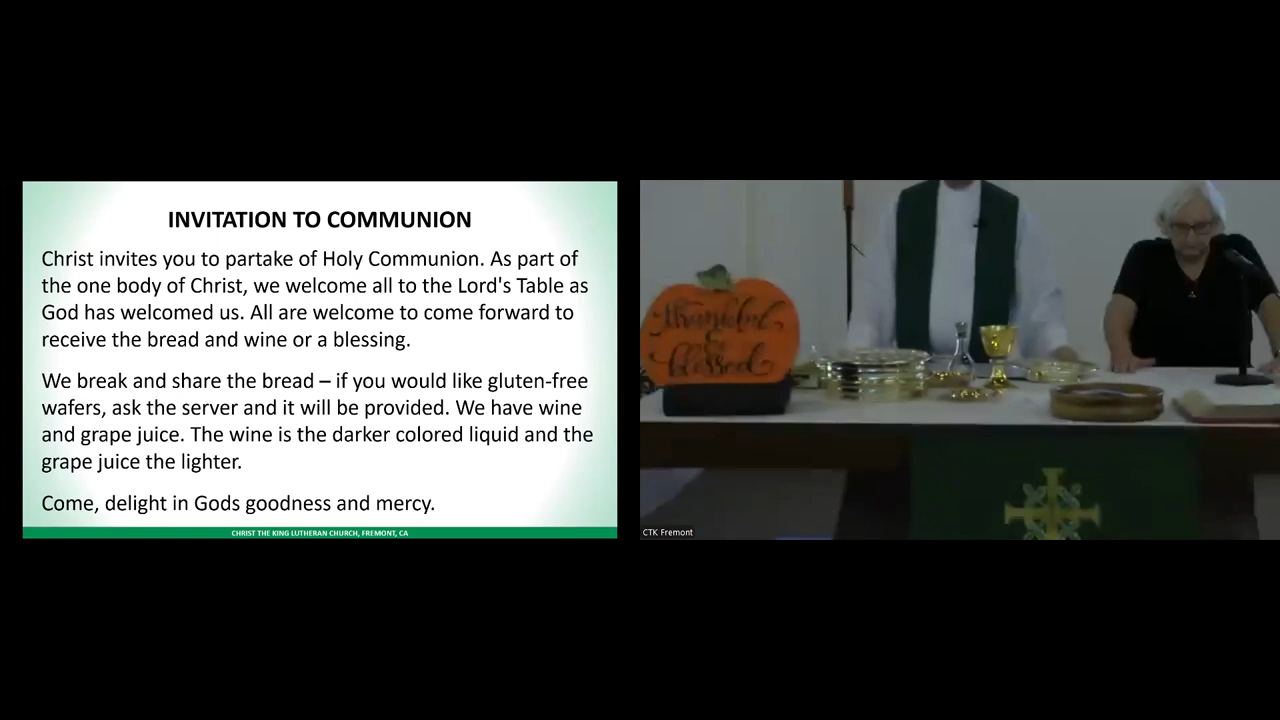 INVITATION TO COMMUNION
Christ invites you to partake of Holy Communion. As part of
the one body of Christ, we welcome all to the Lord's Table as
God has welcomed us. All are welcome to come forward to
receive the bread and wine or a blessing.
We break and share the bread – if you would like gluten-free
wafers, ask the server and it will be provided. We have wine
and grape juice. The wine is the darker colored liquid and the
grape juice the lighter.
Come, delight in Gods goodness and mercy.
CHRIST THE KING LUTHERAN CHURCH, FREMONT, CA
thankful
&
blessed
CTK Fremont